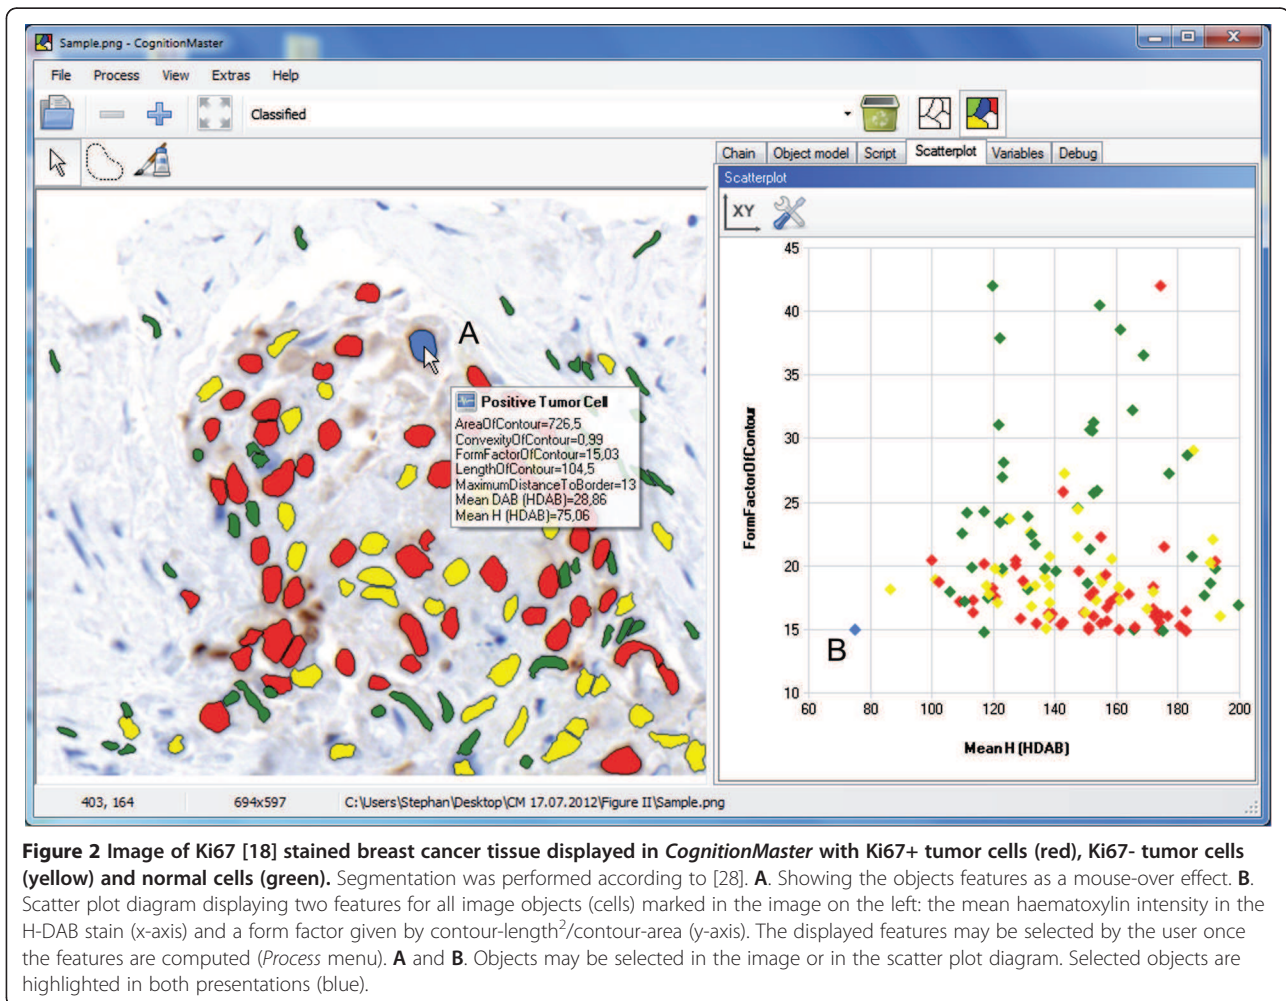 Sample.png - CognitionMaster
File Process View Extras Help
Classified
Chain Object model Script Scatterplot Variables Debug
Scatterplot
XY
A
Positive Tumor Cell
AreaOfContour=726,5
ConvexityOfContour=0,99
FormFactorOfContour=15,03
LengthOfContour=104,5
MaximumDistanceToBorder=13
Mean DAB (HDAB)=28,86
Mean H (HDAB)=75,06
45
40
35
30
25
20
15
10
FormFactorOfContour
B
60 80 100 120 140 160 180 200
Mean H (HDAB)
403, 164 694x597 C:\Users\Stephan\Desktop\CM 17.07.2012\Figure II\Sample.png
Figure 2 Image of Ki67 [18] stained breast cancer tissue displayed in CognitionMaster with Ki67+ tumor cells (red), Ki67- tumor cells
(yellow) and normal cells (green). Segmentation was performed according to [28]. A. Showing the objects features as a mouse-over effect. B.
Scatter plot diagram displaying two features for all image objects (cells) marked in the image on the left: the mean haematoxylin intensity in the
H-DAB stain (x-axis) and a form factor given by contour-length²/contour-area (y-axis). The displayed features may be selected by the user once
the features are computed (Process menu). A and B. Objects may be selected in the image or in the scatter plot diagram. Selected objects are
highlighted in both presentations (blue).